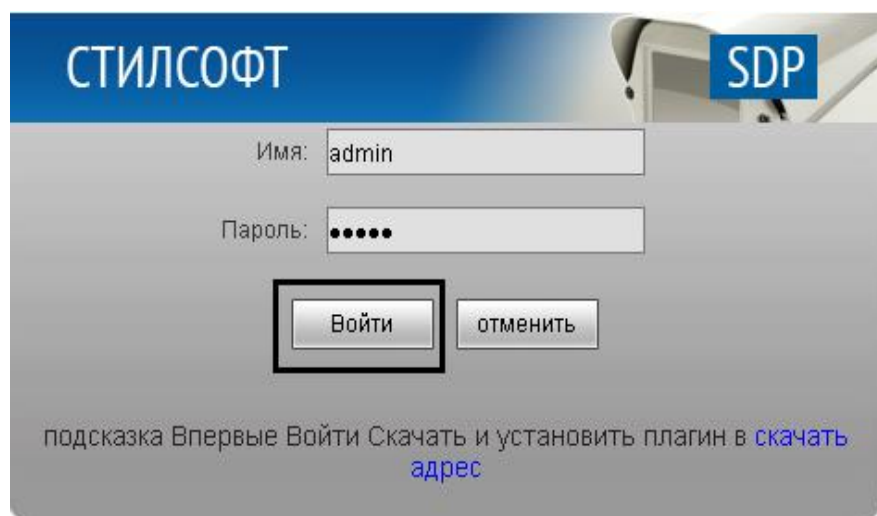 СТИЛСОФТ
SDP
Имя: admin
Пароль: •••••
Войти отменить
подсказка Впервые Войти Скачать и установить плагин в скачать
адрес